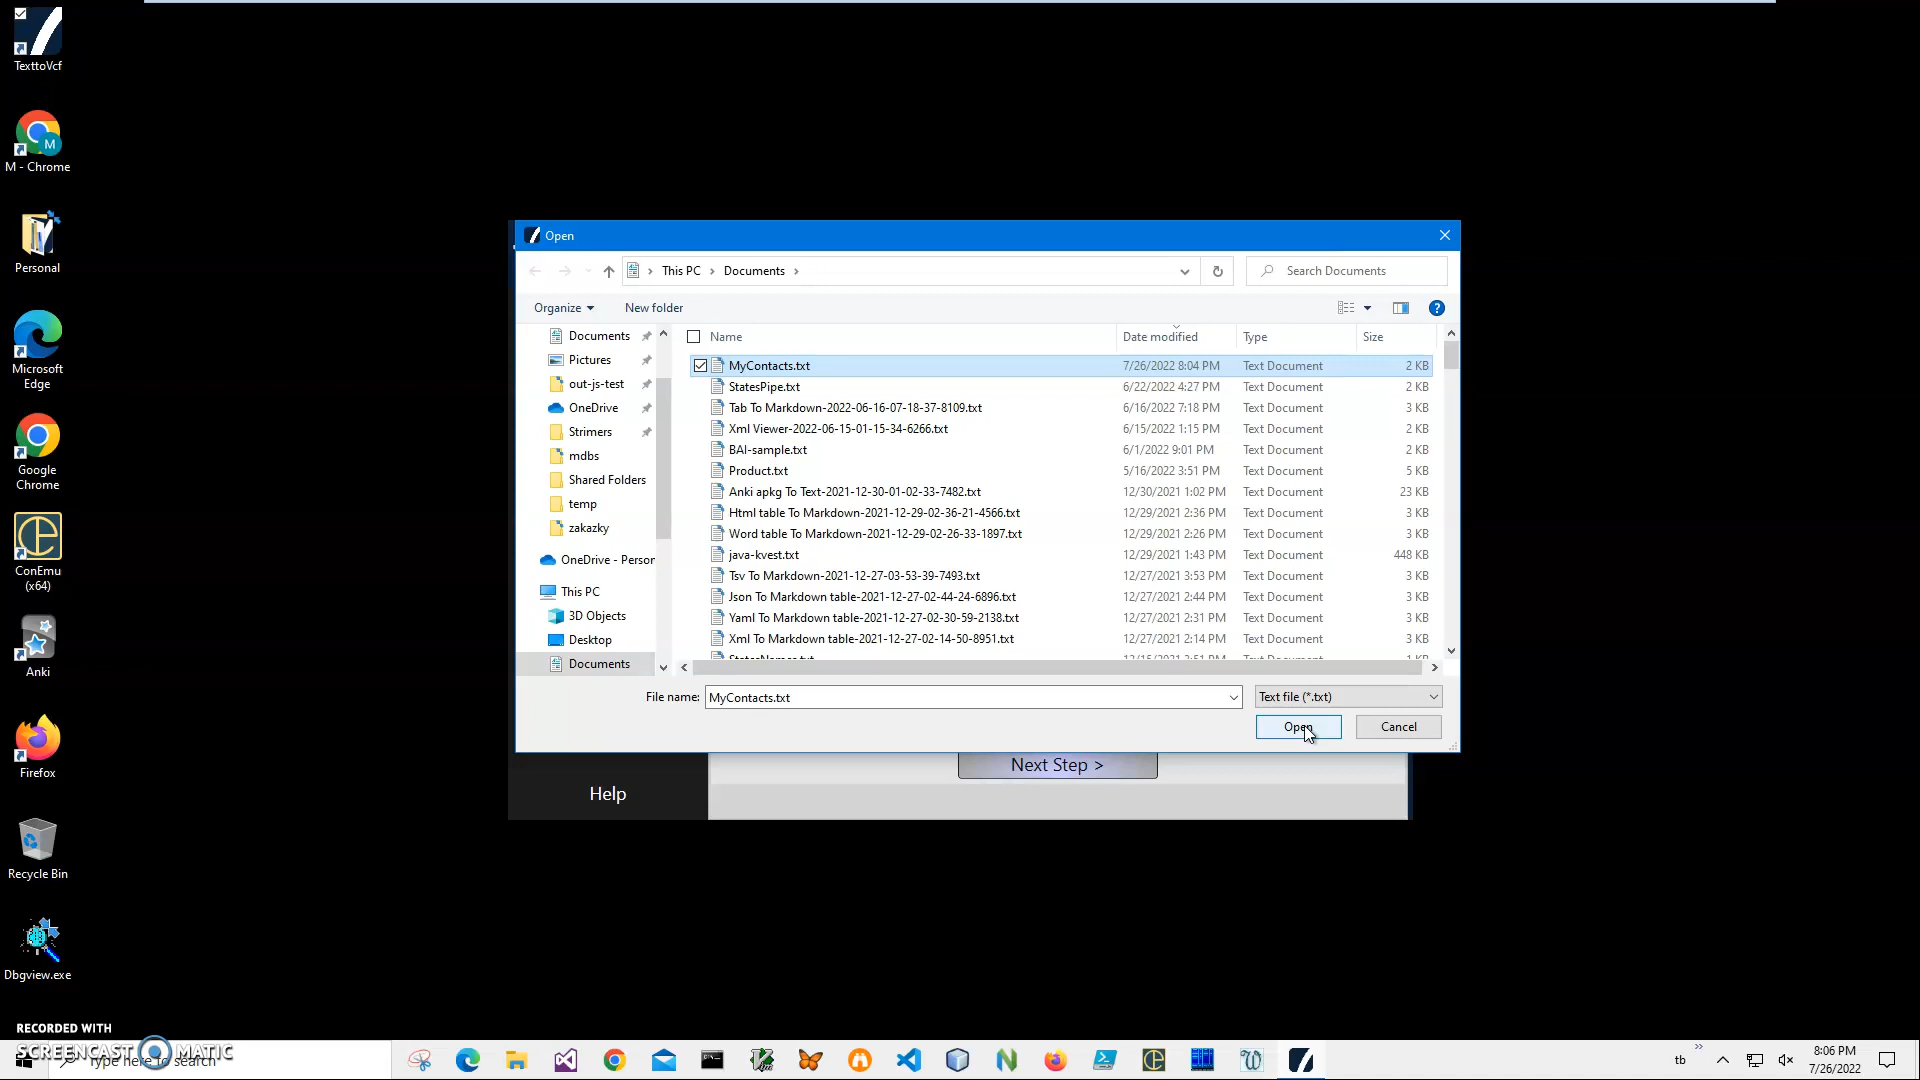 TexttoVcf
M - Chrome
Personal
Microsoft
Edge
Google
Chrome
ConEmu
(x64)
Anki
Firefox
Recycle Bin
Dbgview.exe
Open
This PC
Documents
Search Documents
Organize
New folder
Documents
Pictures
out-js-test
OneDrive
Strimers
mdbs
Shared Folders
temp
zakazky
OneDrive - Person
This PC
3D Objects
Desktop
Documents
Name Date modified Type Size
MyContacts.txt 7/26/2022 8:04 PM Text Document 2 KB
StatesPipe.txt 6/22/2022 4:27 PM Text Document 2 KB
Tab To Markdown-2022-06-16-07-18-37-8109.txt 6/16/2022 7:18 PM Text Document 3 KB
Xml Viewer-2022-06-15-01-15-34-6266.txt 6/15/2022 1:15 PM Text Document 2 KB
BAI-sample.txt 6/1/2022 9:01 PM Text Document 2 KB
Product.txt 5/16/2022 3:51 PM Text Document 5 KB
Anki apkg To Text-2021-12-30-01-02-33-7482.txt 12/30/2021 1:02 PM Text Document 23 KB
Html table To Markdown-2021-12-29-02-36-21-4566.txt 12/29/2021 2:36 PM Text Document 3 KB
Word table To Markdown-2021-12-29-02-26-33-1897.txt 12/29/2021 2:26 PM Text Document 3 KB
java-kvest.txt 12/29/2021 1:43 PM Text Document 448 KB
Tsv To Markdown-2021-12-27-03-53-39-7493.txt 12/27/2021 3:53 PM Text Document 3 KB
Json To Markdown table-2021-12-27-02-44-24-6896.txt 12/27/2021 2:44 PM Text Document 3 KB
Yaml To Markdown table-2021-12-27-02-30-59-2138.txt 12/27/2021 2:31 PM Text Document 3 KB
Xml To Markdown table-2021-12-27-02-14-50-8951.txt 12/27/2021 2:14 PM Text Document 3 KB
File name: MyContacts.txt Text file (*.txt)
Open Cancel
Next Step >
Help
RECORDED WITH
SCREENCAST MATIC
Type here to search
tb
8:06 PM
7/26/2022